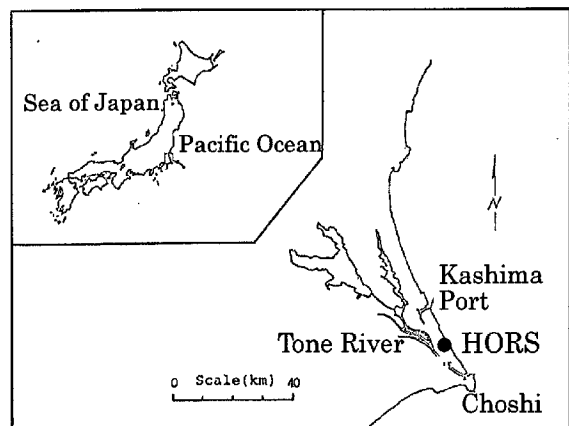 Sea of Japan
Pacific Ocean
N
Kashima
Port
Tone River
HORS
0 Scale(km) 40
Choshi